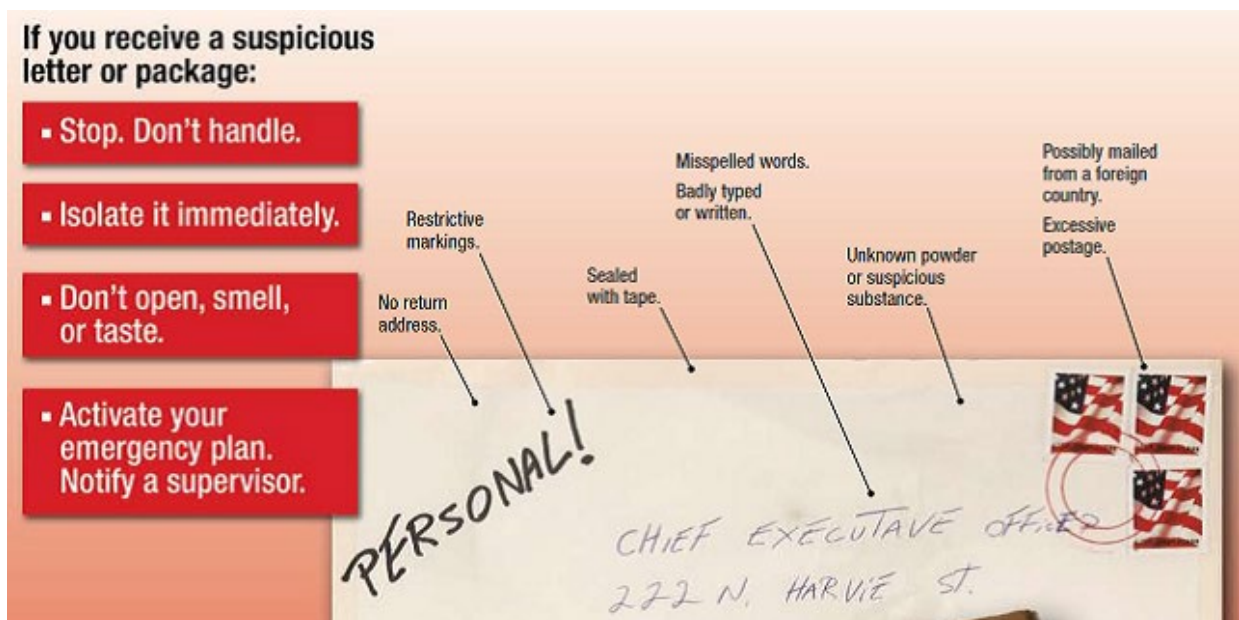 If you receive a suspicious
letter or package:
▪ Stop. Don't handle.
▪ Isolate it immediately.
▪ Don't open, smell,
or taste.
▪ Activate your
emergency plan.
Notify a supervisor.
No return
address.
Restrictive
markings.
Sealed
with tape.
Misspelled words.
Badly typed
or written.
Unknown powder
or suspicious
substance.
Possibly mailed
from a foreign
country.
Excessive
postage.
PERSONAL!
CHIEF EXECUTAVE OFFICER
222 N. HARVIE ST.